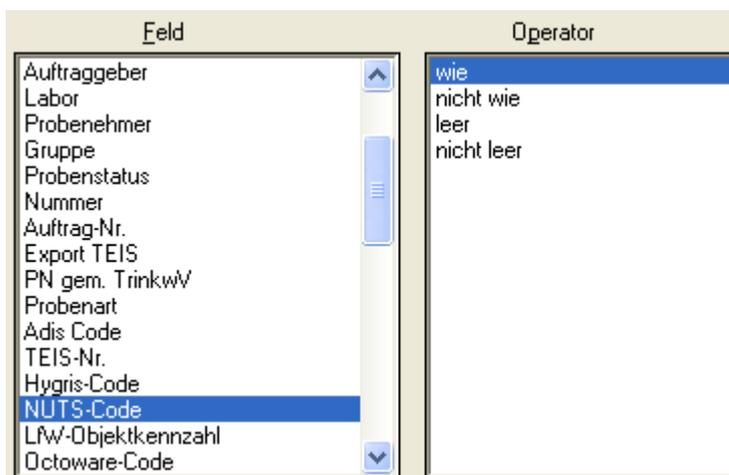 Feld
Operator
Auftraggeber
Labor
Probenehmer
Gruppe
Probenstatus
Nummer
Auftrag-Nr.
Export TEIS
PN gem. TrinkwV
Probenart
Adis Code
TEIS-Nr.
Hygris-Code
NUTS-Code
LfW-Objektkennzahl
Octoware-Code
wie
nicht wie
leer
nicht leer